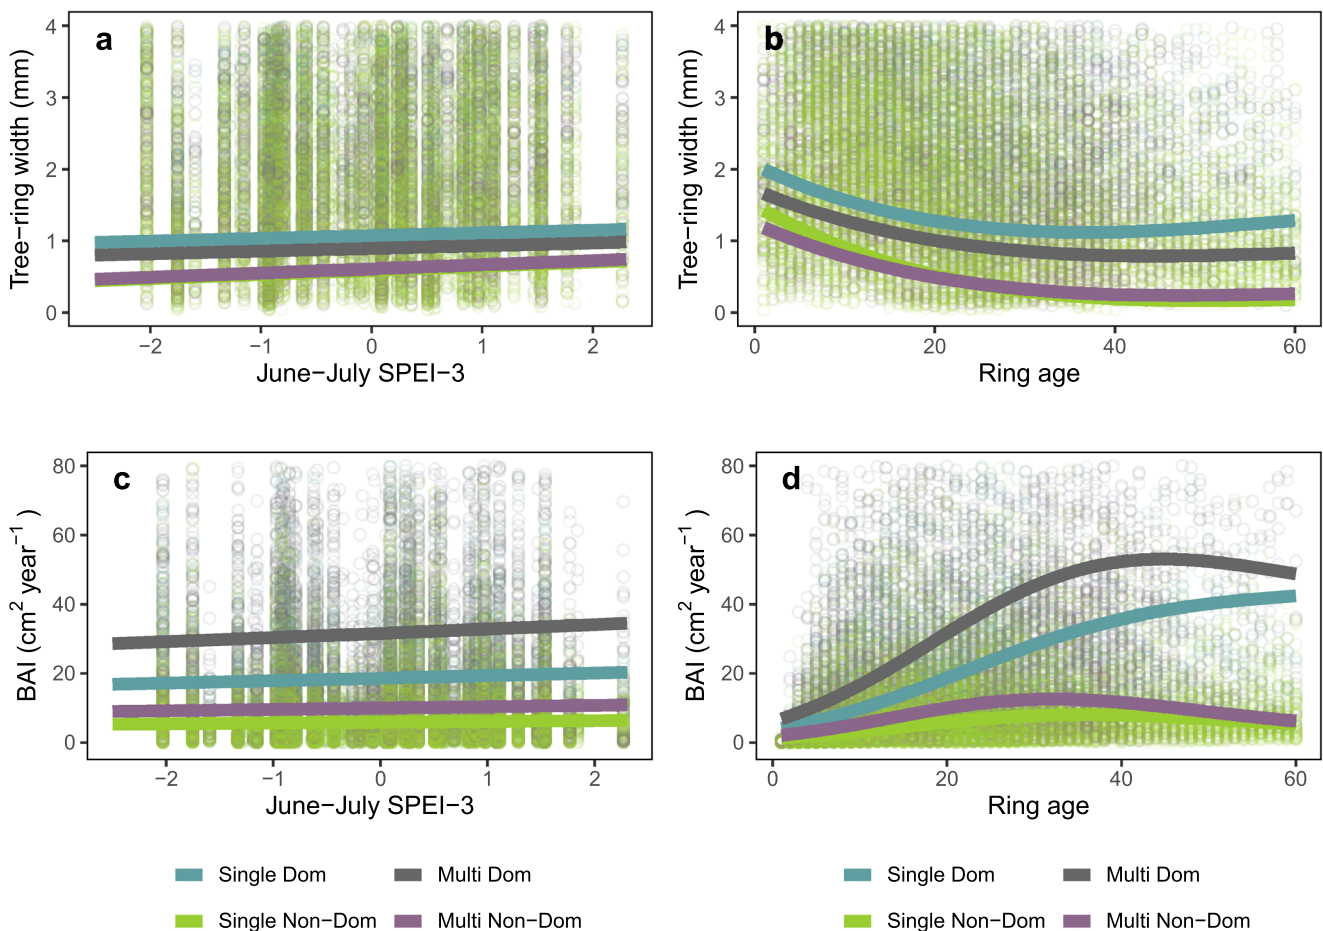 a
Tree−ring width (mm)
4
3
2
1
0
−2 −1 0 1 2
June−July SPEI−3
b
Tree−ring width (mm)
4
3
2
1
0
0 20 40 60
Ring age
c
BAI (cm² year⁻¹ )
80
60
40
20
0
−2 −1 0 1 2
June−July SPEI−3
d
BAI (cm² year⁻¹ )
80
60
40
20
0
0 20 40 60
Ring age
Single Dom Multi Dom
Single Non−Dom Multi Non−Dom
Single Dom Multi Dom
Single Non−Dom Multi Non−Dom